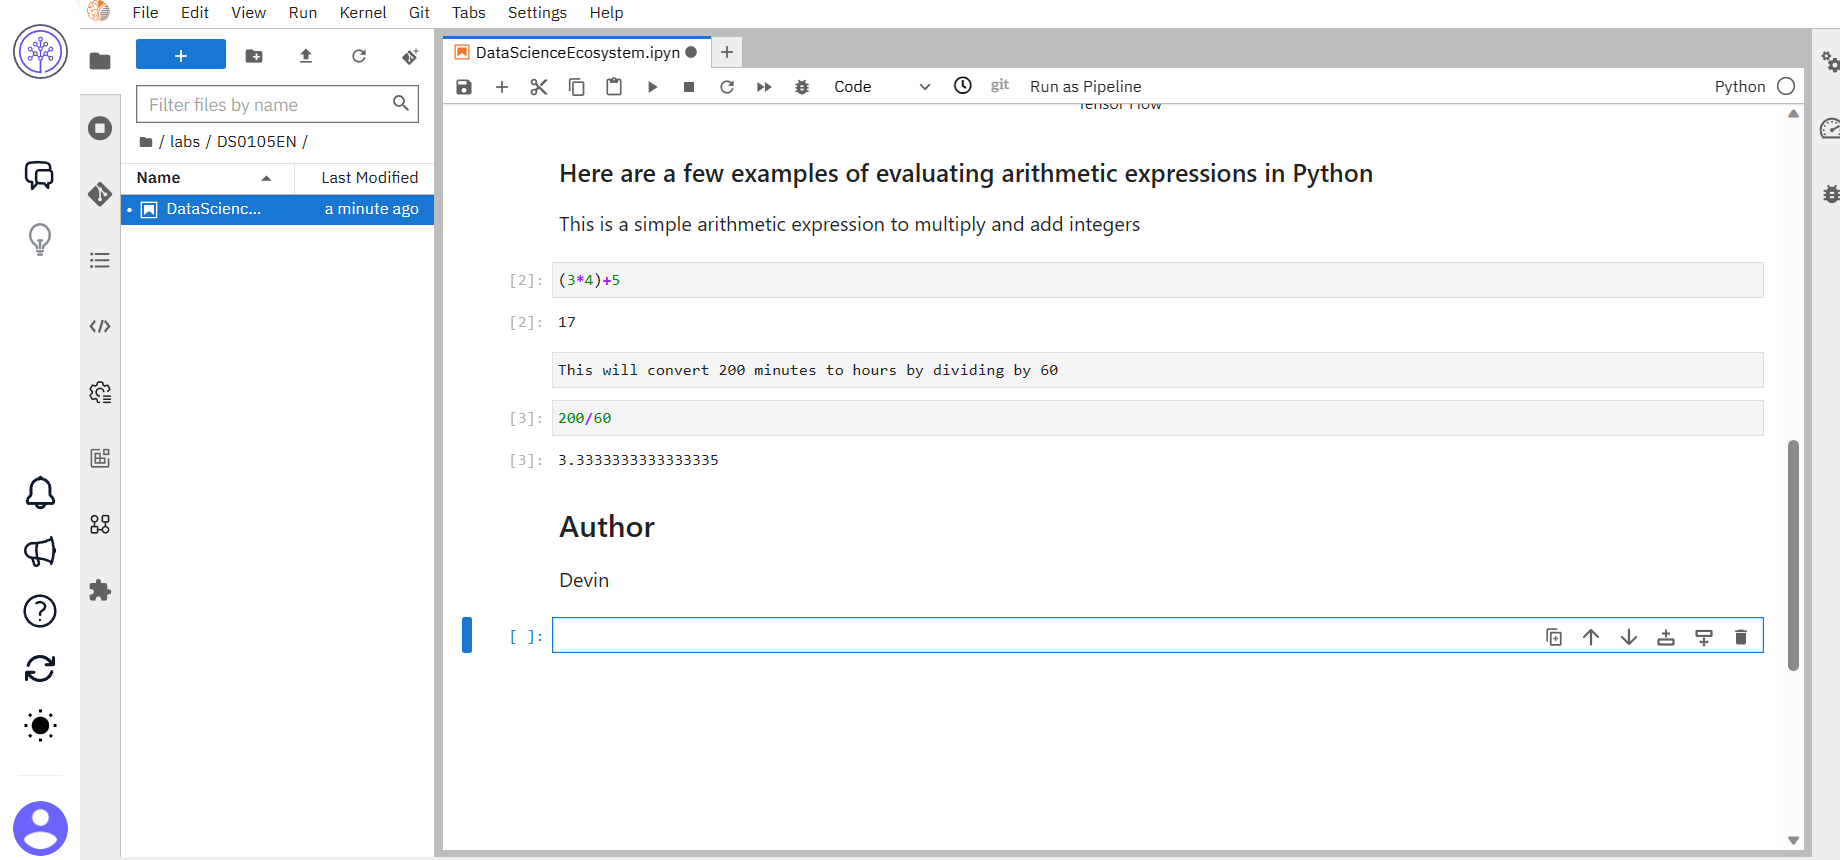 File Edit View Run Kernel Git Tabs Settings Help
DataScienceEcosystem.ipyn
Filter files by name
/ labs / DS0105EN /
Name Last Modified
DataScienc... a minute ago
Code git Run as Pipeline Python
Tensor Flow
Here are a few examples of evaluating arithmetic expressions in Python
This is a simple arithmetic expression to multiply and add integers
[2]: (3*4)+5
[2]: 17
This will convert 200 minutes to hours by dividing by 60
[3]: 200/60
[3]: 3.3333333333333335
Author
Devin
[ ]: